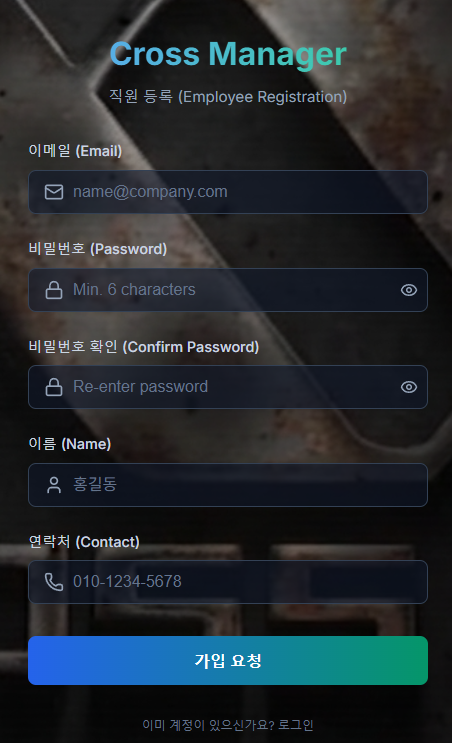 Cross Manager
직원 등록 (Employee Registration)
이메일 (Email)
name@company.com
비밀번호 (Password)
Min. 6 characters
비밀번호 확인 (Confirm Password)
Re-enter password
이름 (Name)
홍길동
연락처 (Contact)
010-1234-5678
가입 요청
이미 계정이 있으신가요? 로그인